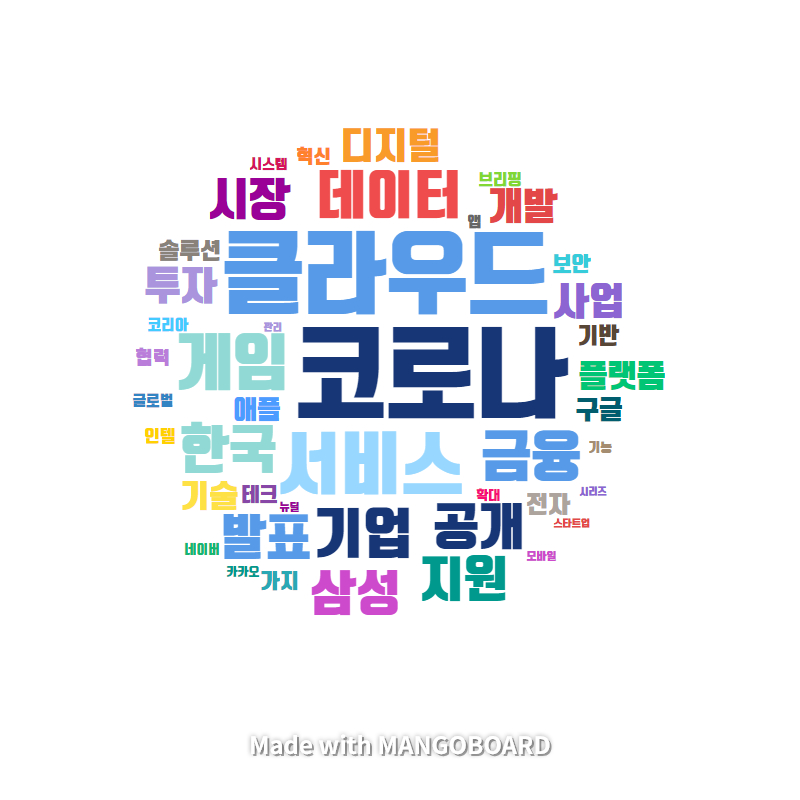 디지털
혁신
시스템
데이터
브리핑
시장
개발
앱
클라우드
솔루션
보안
투자
사업
코리아
관리
기반
코로나
게임
협력
플랫폼
글로벌
애플
구글
한국
인텔
서비스
금융
기능
기술
테크
확대
전자
시리즈
뉴딜
공개
스타트업
발표
기업
네이버
모바일
지원
카카오
가지
삼성
Made with MANGOBOARD